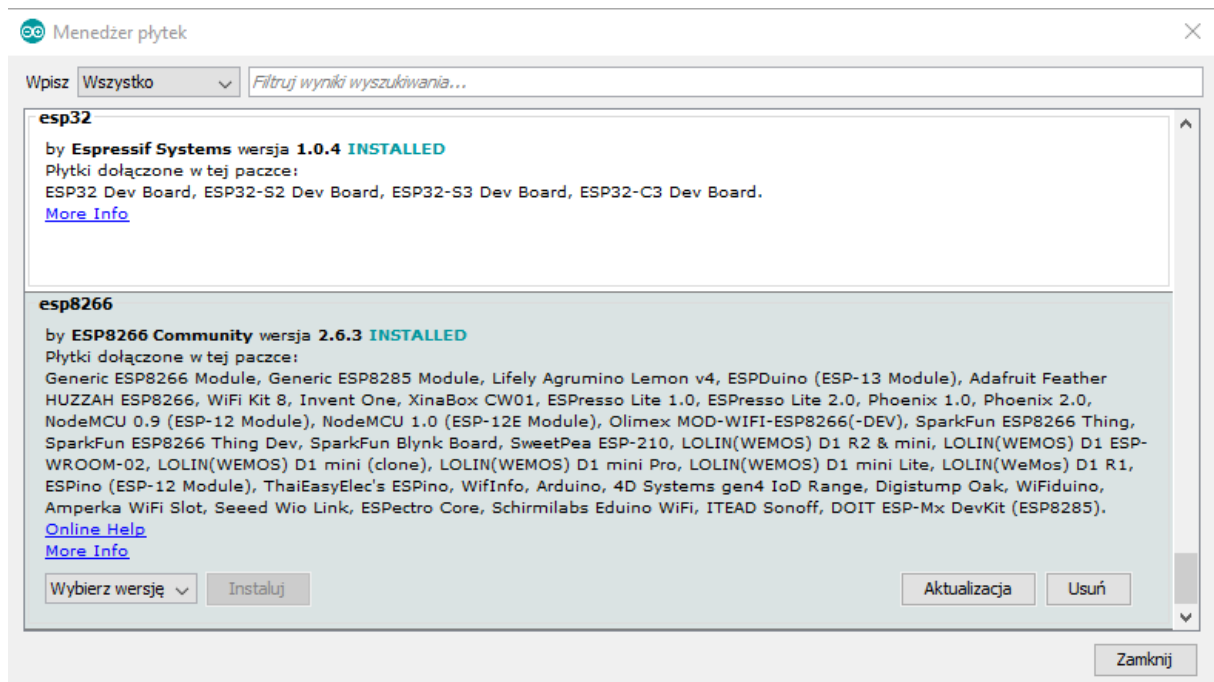 Menedżer płytek
Wpisz Wszystko Filtruj wyniki wyszukiwania...
esp32
by Espressif Systems wersja 1.0.4 INSTALLED
Płytki dołączone w tej paczce:
ESP32 Dev Board, ESP32-S2 Dev Board, ESP32-S3 Dev Board, ESP32-C3 Dev Board.
More Info
esp8266
by ESP8266 Community wersja 2.6.3 INSTALLED
Płytki dołączone w tej paczce:
Generic ESP8266 Module, Generic ESP8285 Module, Lifely Agrumino Lemon v4, ESPDuino (ESP-13 Module), Adafruit Feather
HUZZAH ESP8266, WiFi Kit 8, Invent One, XinaBox CW01, ESPresso Lite 1.0, ESPresso Lite 2.0, Phoenix 1.0, Phoenix 2.0,
NodeMCU 0.9 (ESP-12 Module), NodeMCU 1.0 (ESP-12E Module), Olimex MOD-WIFI-ESP8266(-DEV), SparkFun ESP8266 Thing,
SparkFun ESP8266 Thing Dev, SparkFun Blynk Board, SweetPea ESP-210, LOLIN(WEMOS) D1 R2 & mini, LOLIN(WEMOS) D1 ESP-
WROOM-02, LOLIN(WEMOS) D1 mini (clone), LOLIN(WEMOS) D1 mini Pro, LOLIN(WEMOS) D1 mini Lite, LOLIN(WeMos) D1 R1,
ESPino (ESP-12 Module), ThaiEasyElec's ESPino, WifInfo, Arduino, 4D Systems gen4 IoD Range, Digistump Oak, WiFiduino,
Amperka WiFi Slot, Seeed Wio Link, ESPectro Core, Schirmilabs Eduino WiFi, ITEAD Sonoff, DOIT ESP-Mx DevKit (ESP8285).
Online Help
More Info
Wybierz wersję Instaluj Aktualizacja Usuń
Zamknij